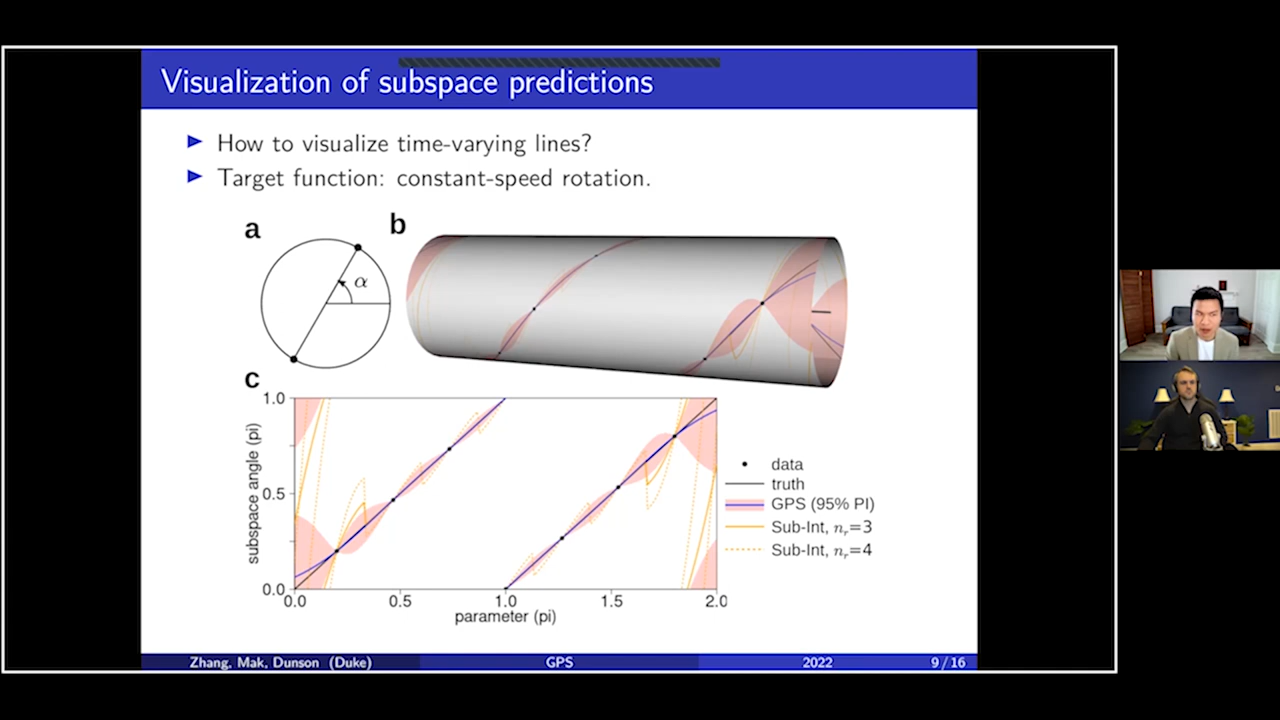 Visualization of subspace predictions
How to visualize time-varying lines?
Target function: constant-speed rotation.
a
b
α
c
1.0
0.5
0.0
subspace angle (pi)
0.0
0.5
1.0
1.5
2.0
parameter (pi)
data
truth
GPS (95% PI)
Sub-Int, nᵣ=3
Sub-Int, nᵣ=4
Zhang, Mak, Dunson (Duke)
GPS
2022
9 / 16